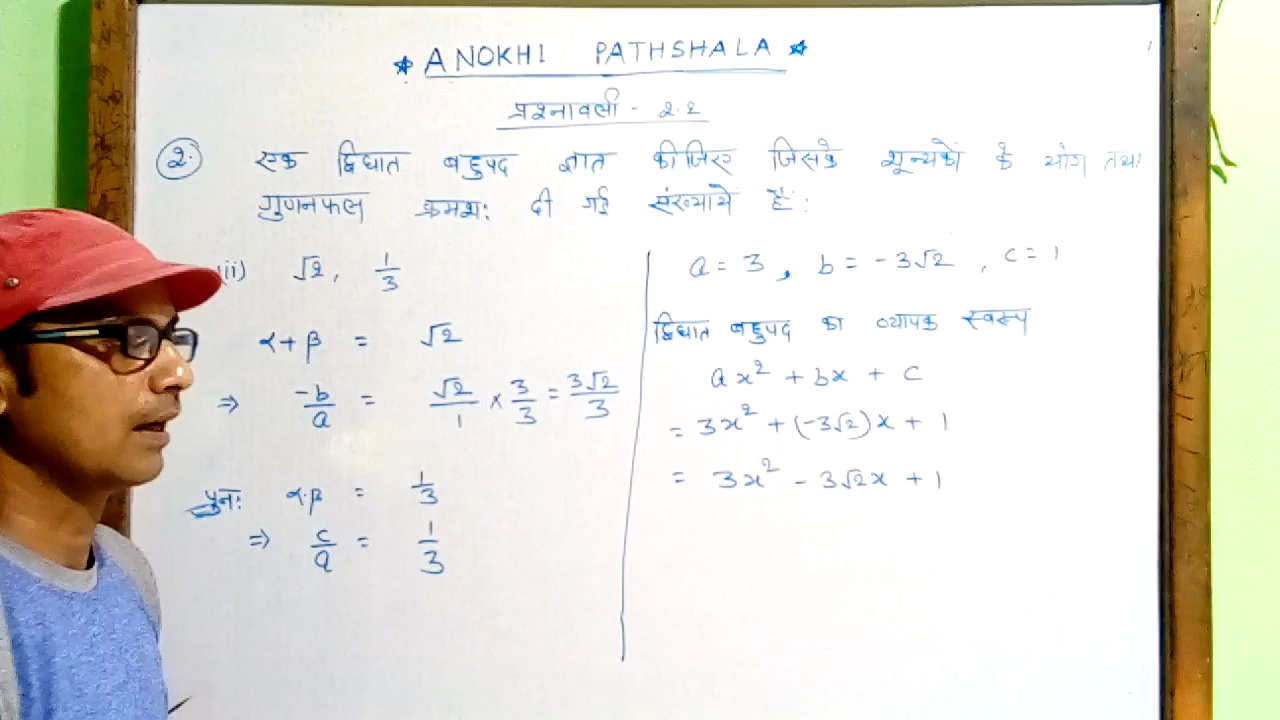 * ANOKHI PATHSHALA *
प्रश्नावली - 2.2
2. एक द्विघात बहुपद ज्ञात कीजिए जिसके शून्यकों के योग तथा
गुणनफल क्रमशः दी गई संख्यायें हैं:
(ii) √2, 1/3
α+β = √2
⇒ -b/a = √2/1 × 3/3 = 3√2/3
पुनः α.β = 1/3
⇒ c/a = 1/3
a = 3, b = -3√2, c = 1
द्विघात बहुपद का व्यापक स्वरूप
ax² + bx + c
= 3x² + (-3√2)x + 1
= 3x² - 3√2x + 1